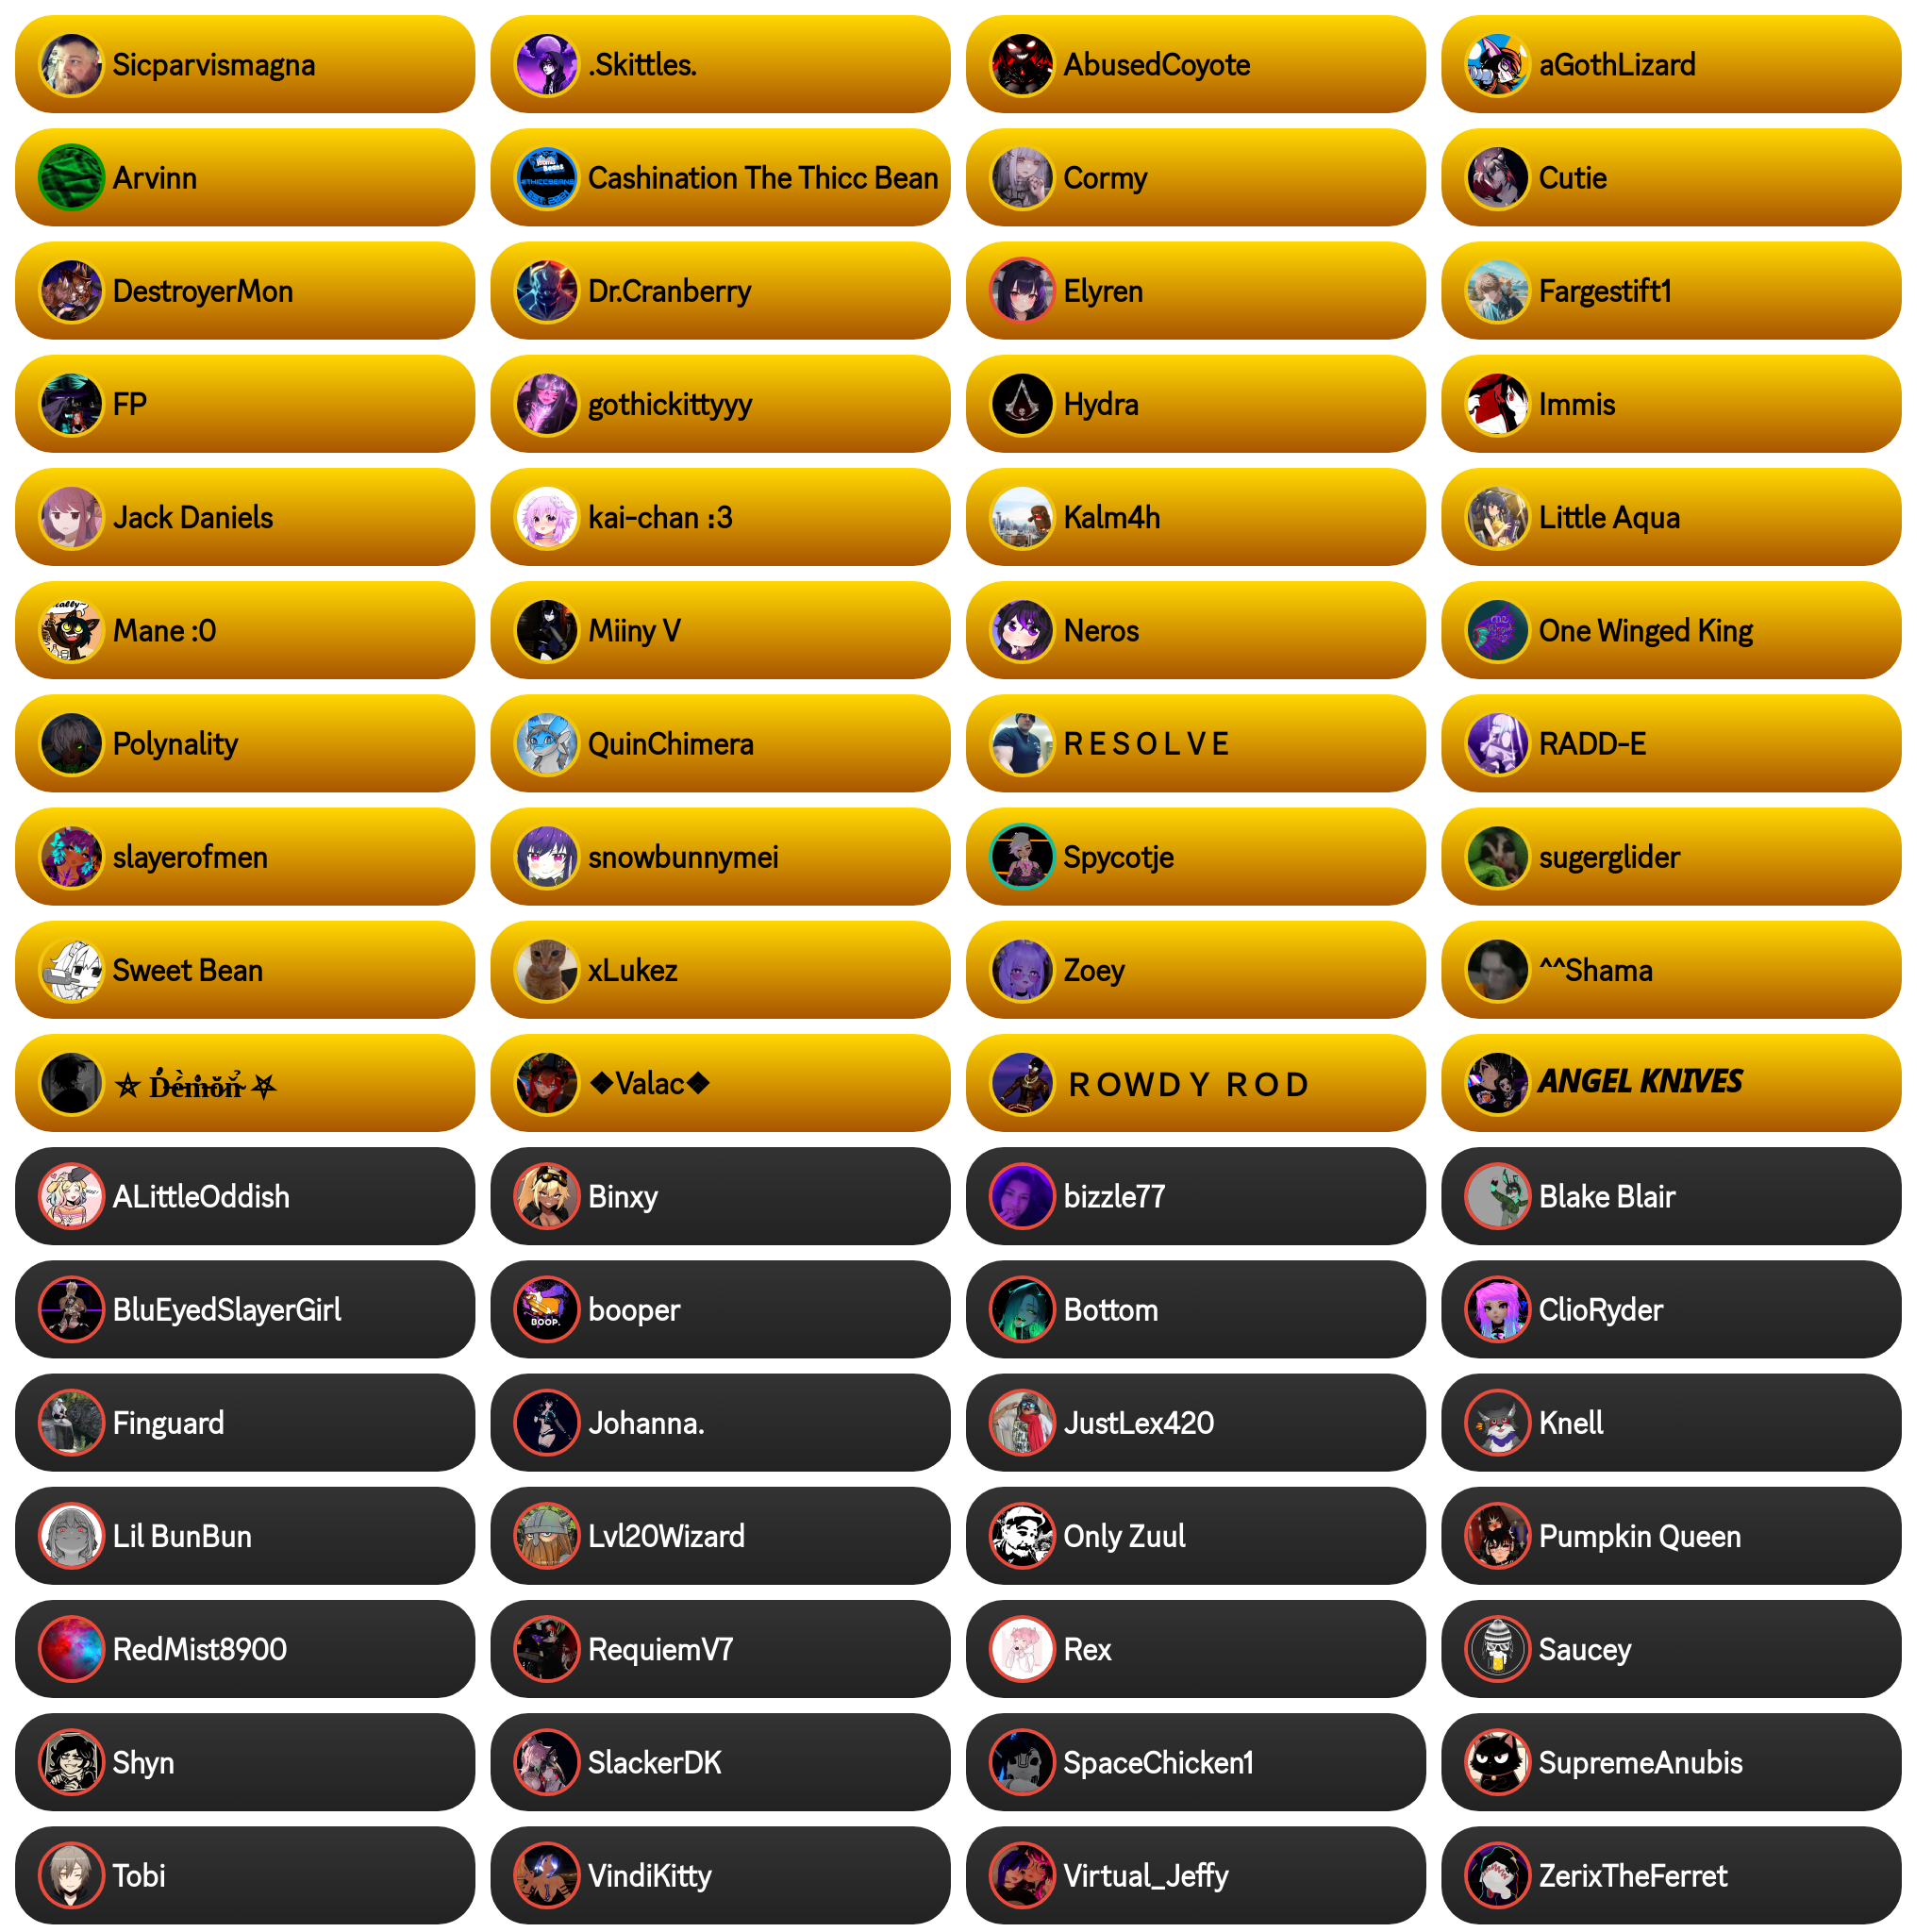 Sicparvismagna
.Skittles.
AbusedCoyote
aGothLizard
Arvinn
Cashination The Thicc Bean
Cormy
Cutie
DestroyerMon
Dr.Cranberry
Elyren
Fargestift1
FP
gothickittyyy
Hydra
Immis
Jack Daniels
kai-chan :3
Kalm4h
Little Aqua
Mane :0
Miiny V
Neros
One Winged King
Polynality
QuinChimera
R E S O L V E
RADD-E
slayerofmen
snowbunnymei
Spycotje
sugerglider
Sweet Bean
xLukez
Zoey
^^Shama
⛤ D̴è̴m̴o̴n̴ ⛧
❖Valac❖
ＲＯＷＤＹ ＲＯＤ
ANGEL KNIVES
ALittleOddish
Binxy
bizzle77
Blake Blair
BluEyedSlayerGirl
booper
BOOP.
Bottom
ClioRyder
Finguard
Johanna.
JustLex420
Knell
Lil BunBun
Lvl20Wizard
Only Zuul
Pumpkin Queen
RedMist8900
RequiemV7
Rex
Saucey
Shyn
SlackerDK
SpaceChicken1
SupremeAnubis
Tobi
VindiKitty
Virtual_Jeffy
ZerixTheFerret